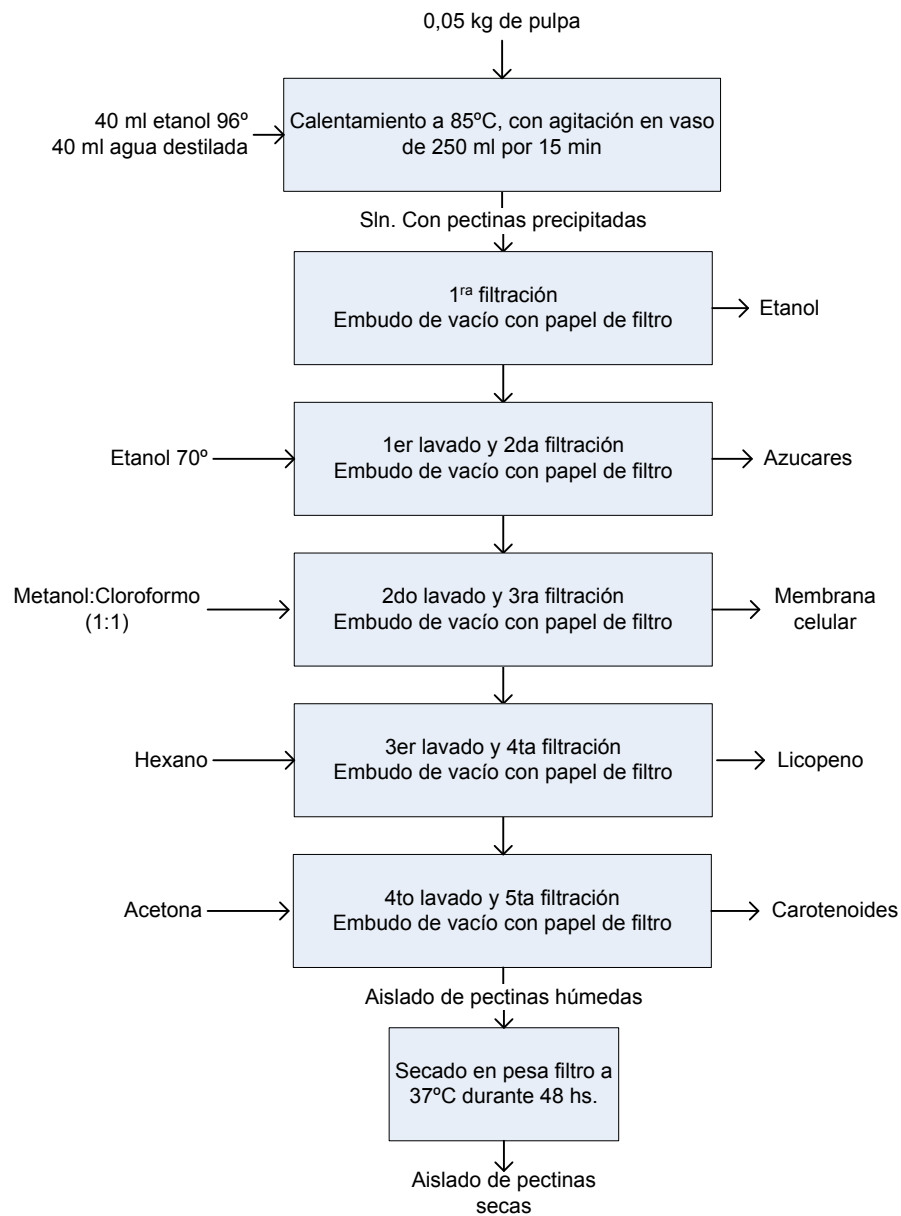 0,05 kg de pulpa
40 ml etanol 96º
40 ml agua destilada
Calentamiento a 85ºC, con agitación en vaso
de 250 ml por 15 min
Sln. Con pectinas precipitadas
1ra filtración
Embudo de vacío con papel de filtro
Etanol
Etanol 70º
1er lavado y 2da filtración
Embudo de vacío con papel de filtro
Azucares
Metanol:Cloroformo
(1:1)
2do lavado y 3ra filtración
Embudo de vacío con papel de filtro
Membrana
celular
Hexano
3er lavado y 4ta filtración
Embudo de vacío con papel de filtro
Licopeno
Acetona
4to lavado y 5ta filtración
Embudo de vacío con papel de filtro
Carotenoides
Aislado de pectinas húmedas
Secado en pesa filtro a
37ºC durante 48 hs.
Aislado de pectinas
secas